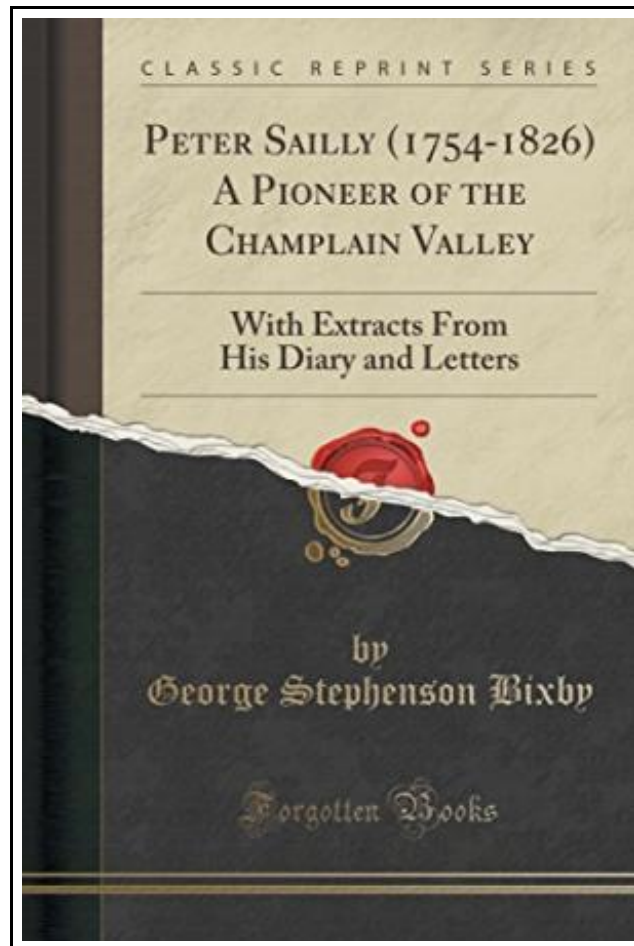 CLASSIC REPRINT SERIES
PETER SAILLY (1754-1826)
A PIONEER OF THE
CHAMPLAIN VALLEY
With Extracts From
His Diary and Letters
F
by
George Stephenson Bixby
Forgotten Books